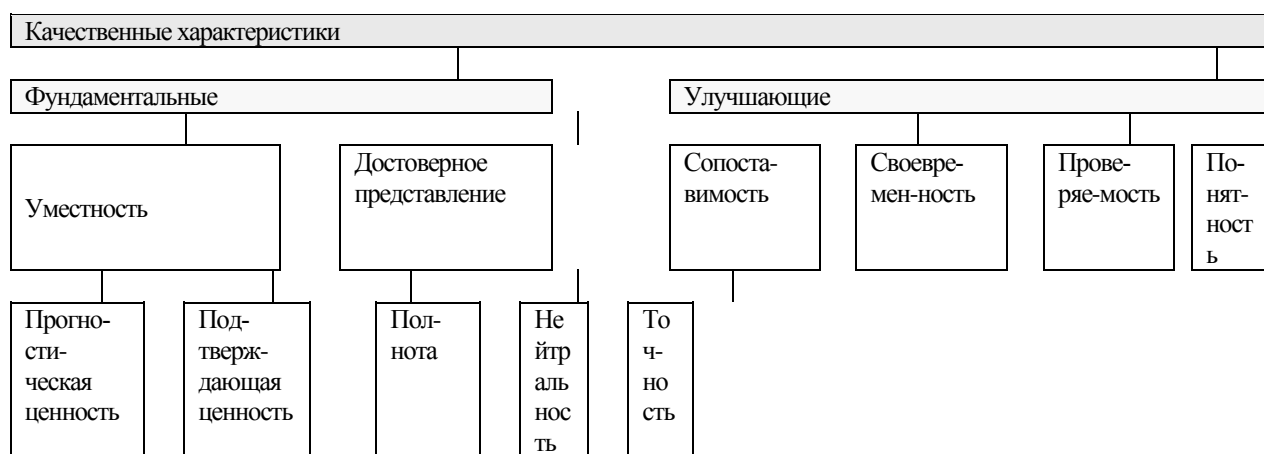 Качественные характеристики
Фундаментальные
Улучшающие
Уместность
Достоверное
представление
Сопоста-
вимость
Своевре-
мен-ность
Прове-
ряе-мость
По-
нят-
ност
ь
Прогно-
сти-
ческая
ценность
Под-
тверж-
дающая
ценность
Пол-
нота
Не
йтр
аль
нос
ть
То
ч-
но
сть